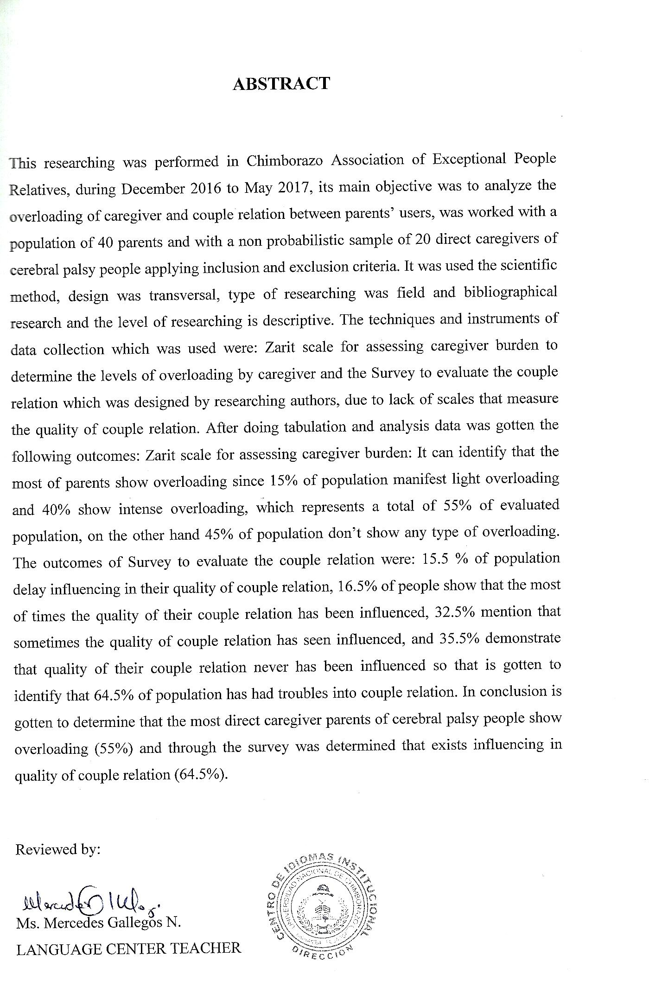 ABSTRACT
This researching was performed in Chimborazo Association of Exceptional People
Relatives, during December 2016 to May 2017, its main objective was to analyze the
overloading of caregiver and couple relation between parents’ users, was worked with a
population of 40 parents and with a non probabilistic sample of 20 direct caregivers of
cerebral palsy people applying inclusion and exclusion criteria. It was used the scientific
method, design was transversal, type of researching was field and bibliographical
research and the level of researching is descriptive. The techniques and instruments of
data collection which was used were: Zarit scale for assessing caregiver burden to
determine the levels of overloading by caregiver and the Survey to evaluate the couple
relation which was designed by researching authors, due to lack of scales that measure
the quality of couple relation. After doing tabulation and analysis data was gotten the
following outcomes: Zarit scale for assessing caregiver burden: It can identify that the
most of parents show overloading since 15% of population manifest light overloading
and 40% show intense overloading, which represents a total of 55% of evaluated
population, on the other hand 45% of population don’t show any type of overloading.
The outcomes of Survey to evaluate the couple relation were: 15.5 % of population
delay influencing in their quality of couple relation, 16.5% of people show that the most
of times the quality of their couple relation has been influenced, 32.5% mention that
sometimes the quality of couple relation has seen influenced, and 35.5% demonstrate
that quality of their couple relation never has been influenced so that is gotten to
identify that 64.5% of population has had troubles into couple relation. In conclusion is
gotten to determine that the most direct caregiver parents of cerebral palsy people show
overloading (55%) and through the survey was determined that exists influencing in
quality of couple relation (64.5%).
Reviewed by:
Ms. Mercedes Gallegos N.
LANGUAGE CENTER TEACHER
CENTRO DE IDIOMAS INSTITUCIONAL
UNIVERSIDAD NACIONAL DE CHIMBORAZO
DIRECCION